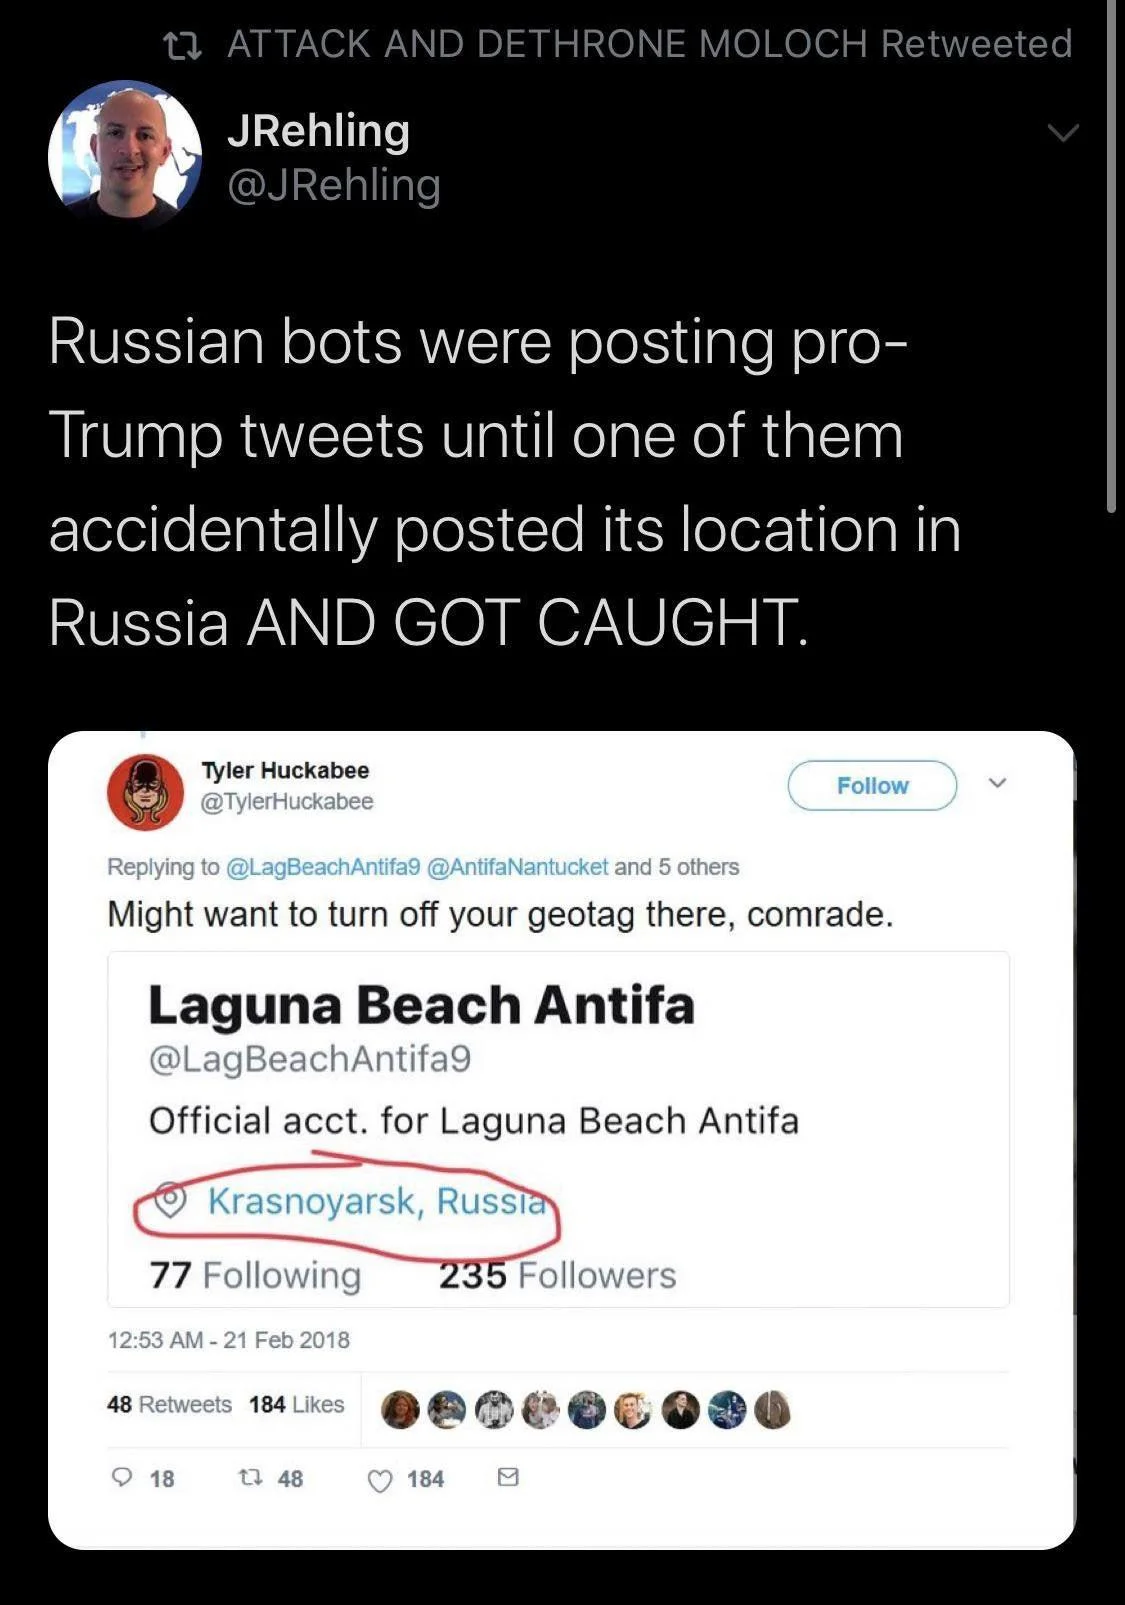 ATTACK AND DETHRONE MOLOCH Retweeted
JRehling
@JRehling
Russian bots were posting pro-
Trump tweets until one of them
accidentally posted its location in
Russia AND GOT CAUGHT.
Tyler Huckabee
@TylerHuckabee
Follow
Replying to @LagBeachAntifa9 @AntifaNantucket and 5 others
Might want to turn off your geotag there, comrade.
Laguna Beach Antifa
@LagBeachAntifa9
Official acct. for Laguna Beach Antifa
Krasnoyarsk, Russia
77 Following 235 Followers
12:53 AM - 21 Feb 2018
48 Retweets 184 Likes
18 48 184